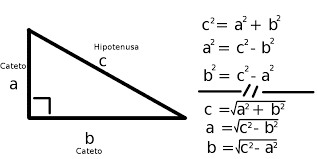 Hipotenusa
c
Cateto
a
b
Cateto
c² = a² + b²
a² = c² - b²
b² = c² - a²
c = √a² + b²
a = √c² - b²
b = √c² - a²